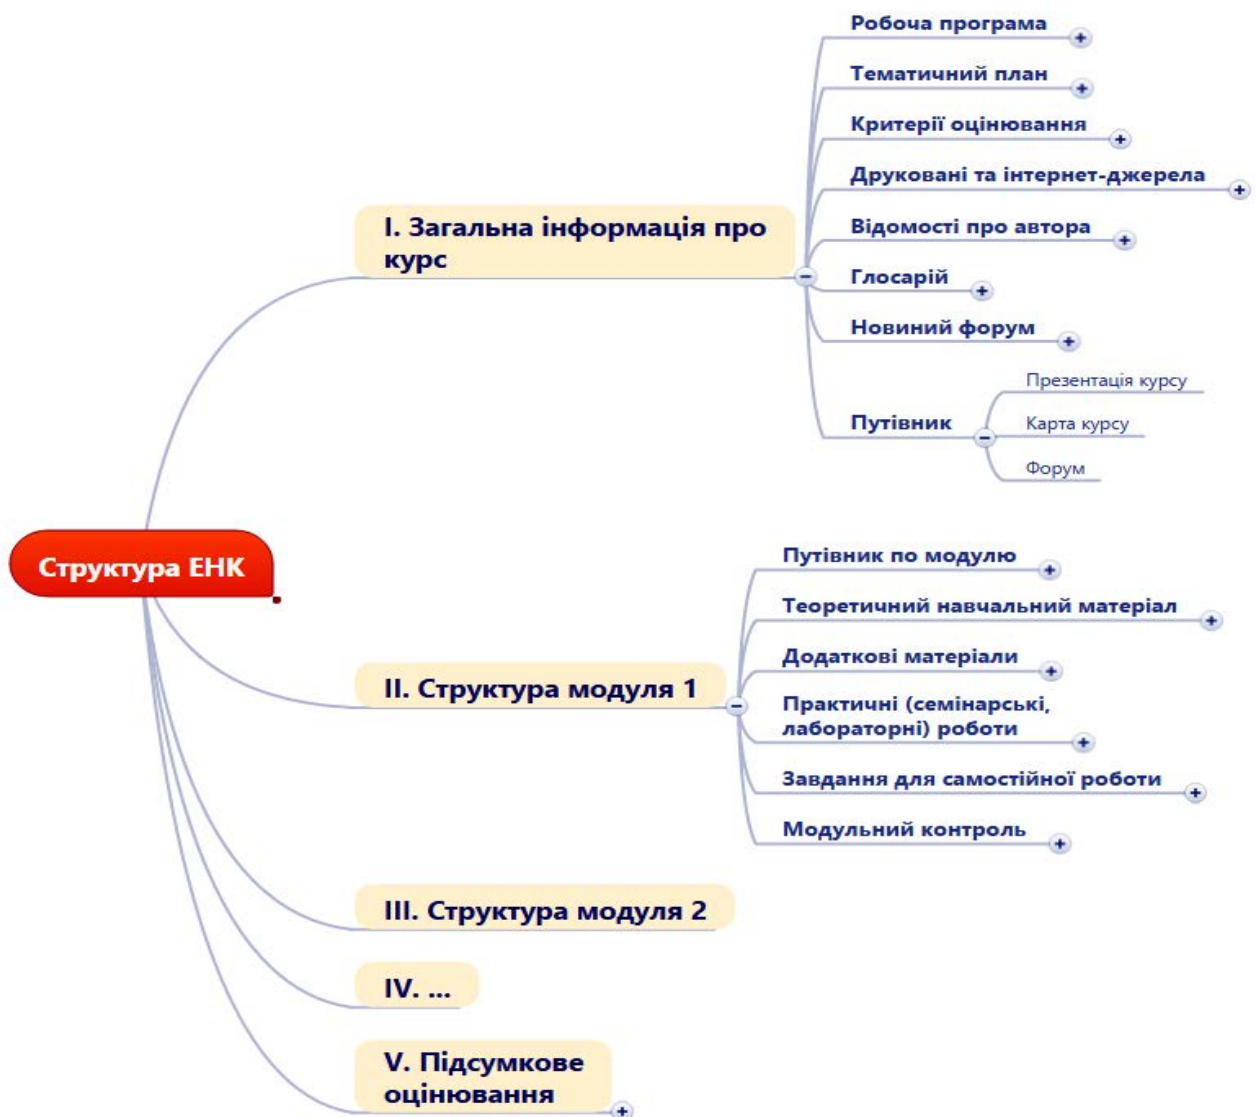 Робоча програма
Тематичний план
Критерії оцінювання
Друковані та інтернет-джерела
I. Загальна інформація про
курс
Відомості про автора
Глосарій
Новиний форум
Презентація курсу
Путівник
Карта курсу
Форум
Структура ЕНК
Путівник по модулю
Теоретичний навчальний матеріал
Додаткові матеріали
II. Структура модуля 1
Практичні (семінарські,
лабораторні) роботи
Завдання для самостійної роботи
Модульний контроль
III. Структура модуля 2
IV. ...
V. Підсумкове
оцінювання